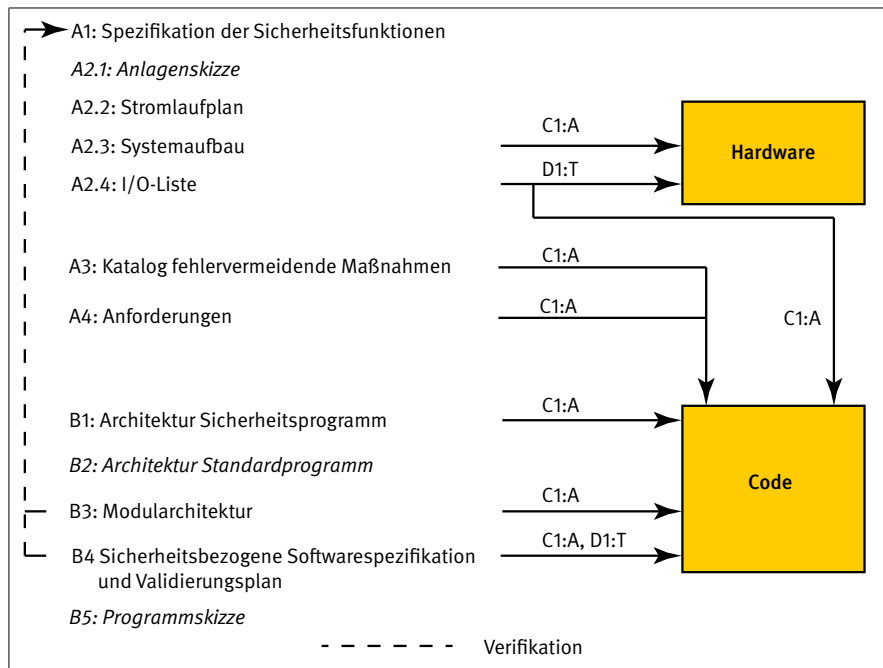 A1: Spezifikation der Sicherheitsfunktionen
A2.1: Anlagenskizze
A2.2: Stromlaufplan
C1:A
A2.3: Systemaufbau
Hardware
D1:T
A2.4: I/O-Liste
A3: Katalog fehlervermeidende Maßnahmen
C1:A
A4: Anforderungen
C1:A
C1:A
B1: Architektur Sicherheitsprogramm
C1:A
B2: Architektur Standardprogramm
Code
B3: Modularchitektur
C1:A
B4 Sicherheitsbezogene Softwarespezifikation
und Validierungsplan
C1:A, D1:T
B5: Programmskizze
Verifikation